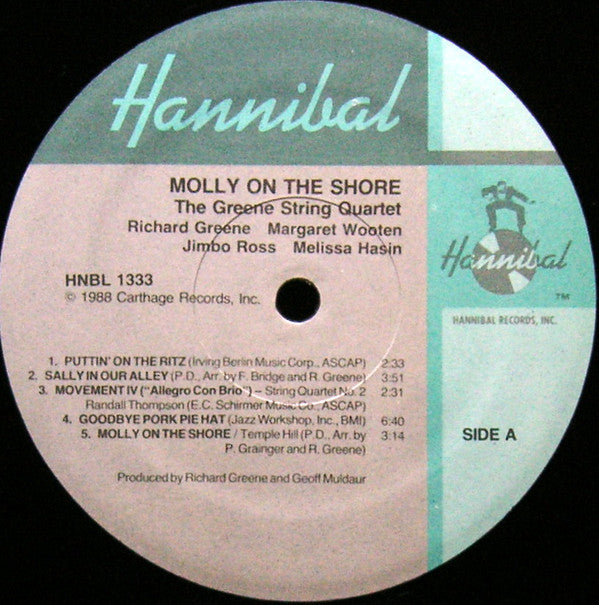 Hannibal
MOLLY ON THE SHORE
The Greene String Quartet
Richard Greene Margaret Wooten
Jimbo Ross Melissa Hasin
HNBL 1333
© 1988 Carthage Records, Inc.
Hannibal
TM
HANNIBAL RECORDS, INC.
1. PUTTIN' ON THE RITZ (Irving Berlin Music Corp., ASCAP) 2:33
2. SALLY IN OUR ALLEY (P.D., Arr. by F. Bridge and R. Greene) 3:51
3. MOVEMENT IV ("Allegro Con Brio") – String Quartet No. 2 2:31
Randall Thompson (E.C. Schirmer Music Co., ASCAP)
4. GOODBYE PORK PIE HAT (Jazz Workshop, Inc., BMI) 6:40
5. MOLLY ON THE SHORE / Temple Hill (P.D., Arr. by 3:14
P. Grainger and R. Greene)
SIDE A
Produced by Richard Greene and Geoff Muldaur